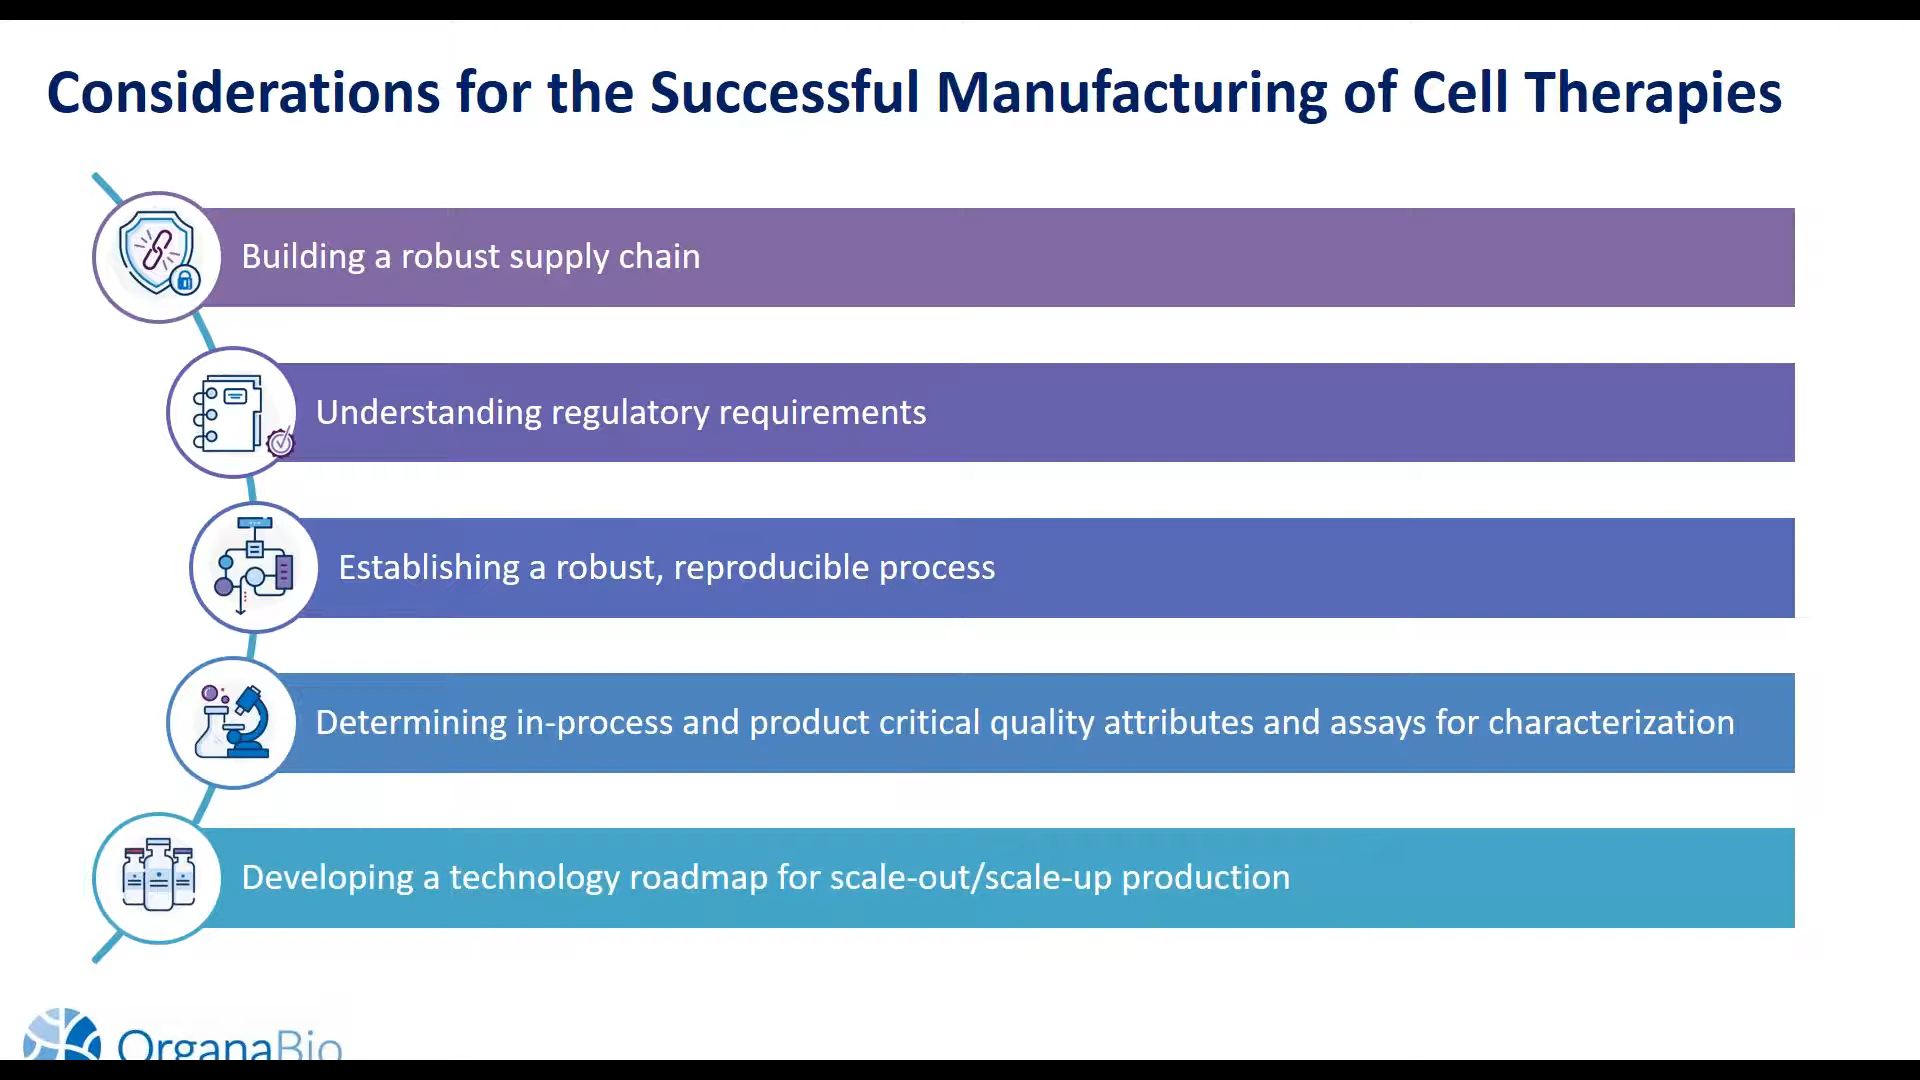 Considerations for the Successful Manufacturing of Cell Therapies
Building a robust supply chain
Understanding regulatory requirements
Establishing a robust, reproducible process
Determining in-process and product critical quality attributes and assays for characterization
Developing a technology roadmap for scale-out/scale-up production
OrganaBio